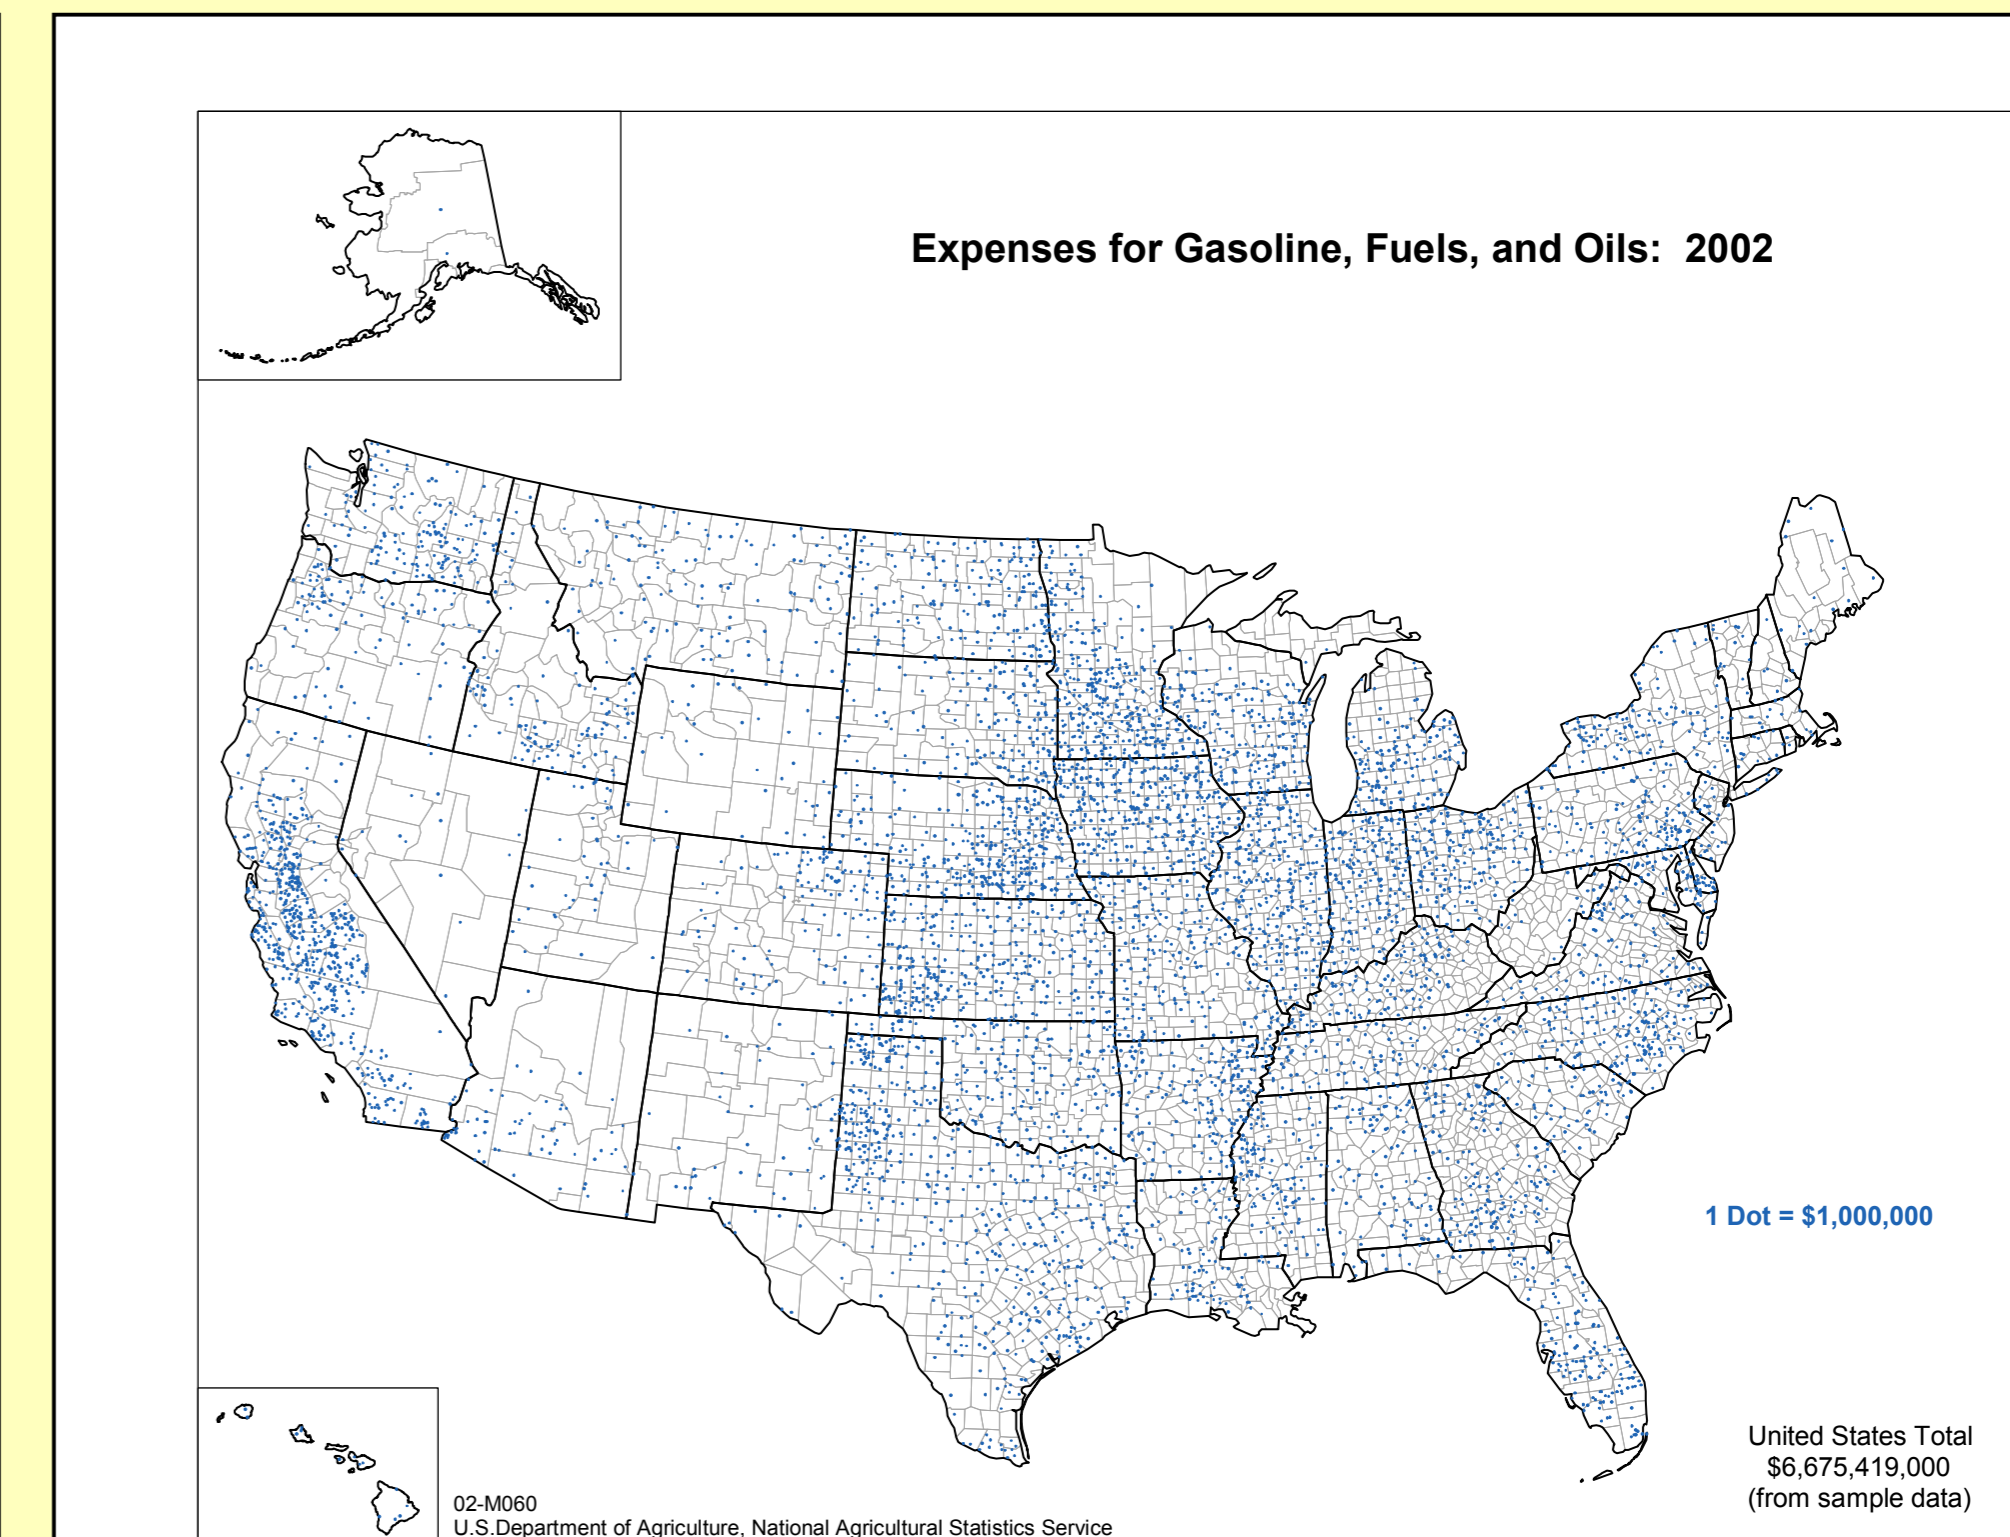 Expenses for Gasoline, Fuels, and Oils:  2002
1 Dot = $1,000,000
United States Total
$6,675,419,000
(from sample data)
02-M060
U.S.Department of Agriculture, National Agricultural Statistics Service